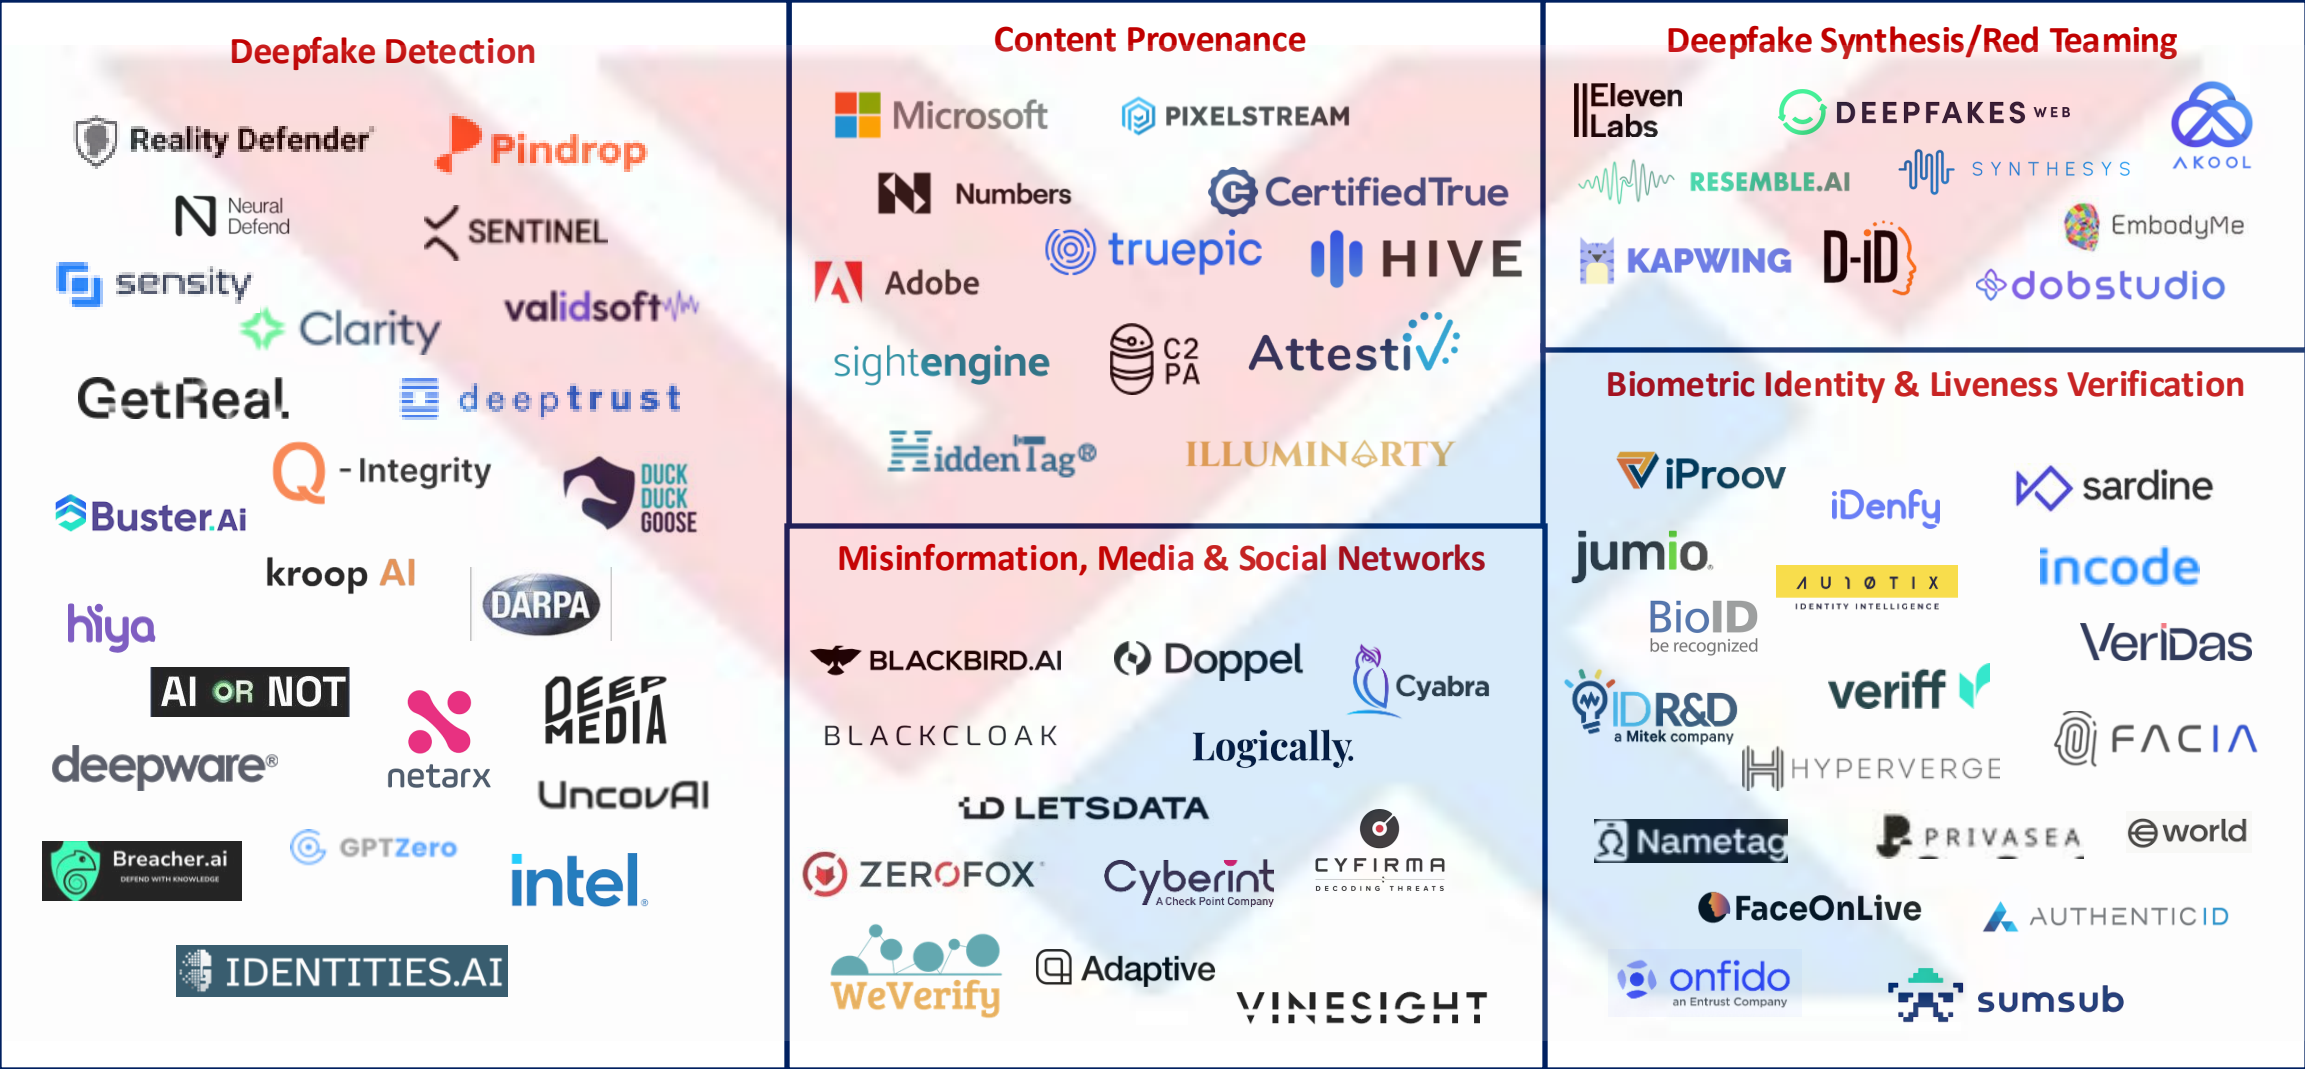 Deepfake Detection
Reality Defender
Pindrop
Neural
Defend
SENTINEL
sensity
Clarity
validsoft
GetReal.
deeptrust
Q - Integrity
DUCK
DUCK
GOOSE
Buster.Ai
kroop AI
DARPA
hiya
AI OR NOT
DEEP
MEDIA
deepware®
netarx
UncovAI
Breacher.ai
DEFEND WITH KNOWLEDGE
GPTZero
intel®
IDENTITIES.AI
Content Provenance
Microsoft
PIXELSTREAM
Numbers
CertifiedTrue
truepic
HIVE
Adobe
sightengine
C2
PA
Attestiv
HiddenTag®
ILLUMINARTY
Misinformation, Media & Social Networks
BLACKBIRD.AI
Doppel
Cyabra
BLACKCLOAK
Logically.
LETSDATA
ZEROFOX
Cyberint
A Check Point Company
CYFIRMA
DECODING THREATS
WeVerify
Adaptive
VINESIGHT
Deepfake Synthesis/Red Teaming
Eleven
Labs
DEEPFAKES WEB
AKOOL
RESEMBLE.AI
SYNTHESYS
EmbodyMe
KAPWING
D-iD
dobstudio
Biometric Identity & Liveness Verification
iProov
iDenfy
sardine
jumio®
AU10TIX
IDENTITY INTELLIGENCE
incode
BioID
be recognized
VeriDas
IDR&D
a Mitek company
veriff
FACIA
HYPERVERGE
Nametag
PRIVASEA
world
FaceOnLive
AUTHENTICID
onfido
an Entrust Company
sumsub